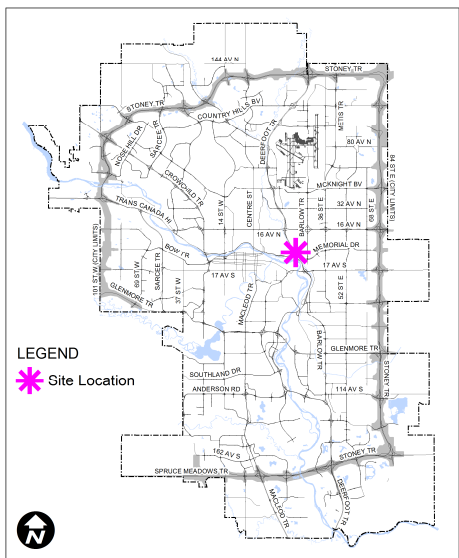 144 AV N
STONEY TR
STONEY TR
COUNTRY HILLS BV
METIS TR
DEERFOOT TR
NOSE HILL DR
SARCEE TR
80 AV N
84 ST E (CITY LIMITS)
CROWCHILD TR
MCKNIGHT BV
TRANS CANADA HI
14 ST W
CENTRE ST
BARLOW TR
36 ST E
32 AV N
68 ST E
16 AV N
16 AV N
MEMORIAL DR
101 ST W (CITY LIMITS)
BOW TR
17 AV S
17 AV S
69 ST W
SARCEE TR
37 ST W
52 ST E
GLENMORE TR
MACLEOD TR
BARLOW TR
GLENMORE TR
LEGEND
Site Location
SOUTHLAND DR
ANDERSON RD
114 AV S
STONEY TR
162 AV S
STONEY TR
SPRUCE MEADOWS TR
MACLEOD TR
DEERFOOT TR
N